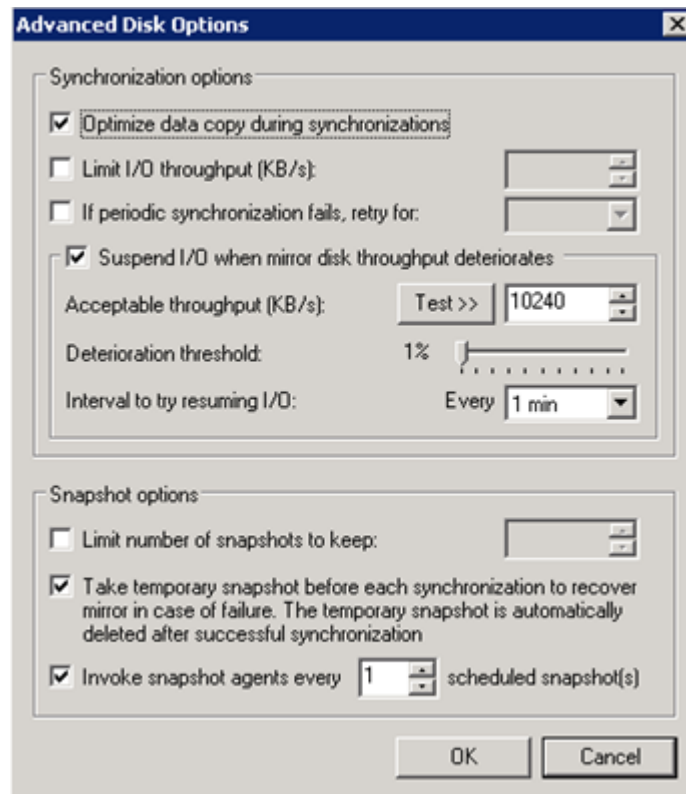 Advanced Disk Options
Synchronization options
Optimize data copy during synchronizations
Limit I/O throughput (KB/s):
If periodic synchronization fails, retry for:
Suspend I/O when mirror disk throughput deteriorates
Acceptable throughput (KB/s): Test >> 10240
Deterioration threshold: 1%
Interval to try resuming I/O: Every 1 min
Snapshot options
Limit number of snapshots to keep:
Take temporary snapshot before each synchronization to recover
mirror in case of failure. The temporary snapshot is automatically
deleted after successful synchronization
Invoke snapshot agents every 1 scheduled snapshot(s)
OK Cancel